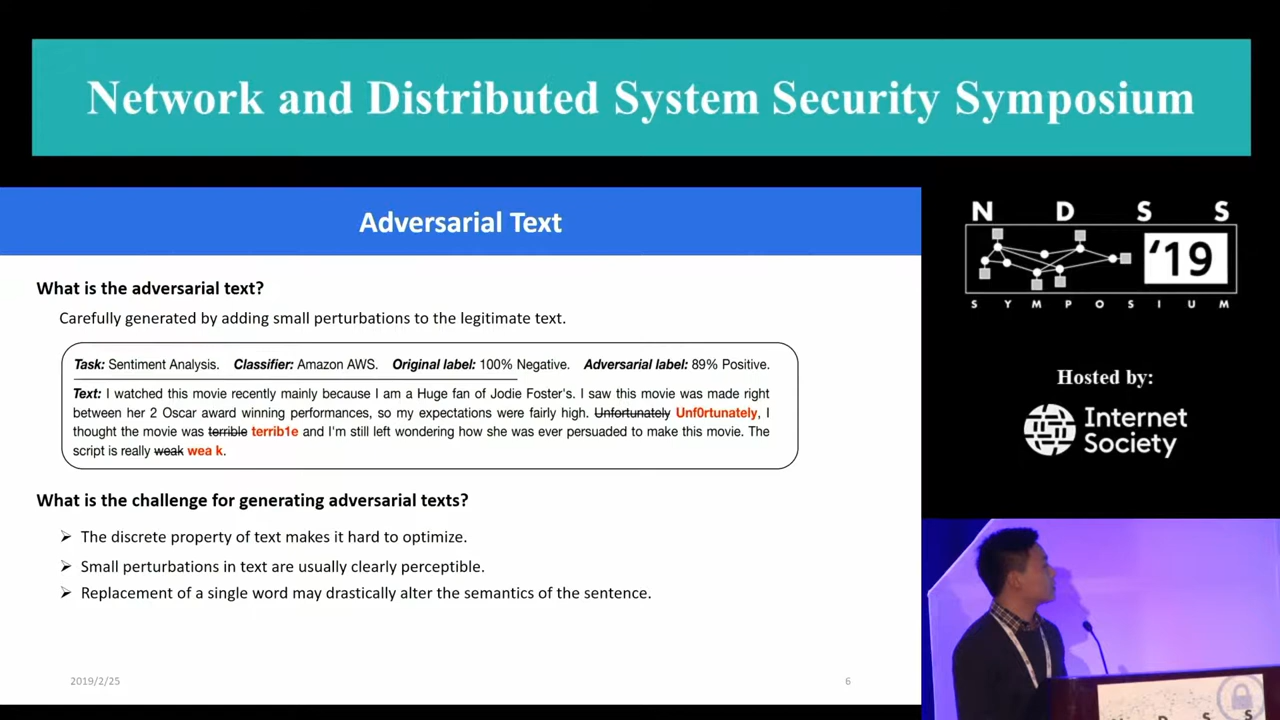 Network and Distributed System Security Symposium
Adversarial Text
What is the adversarial text?
Carefully generated by adding small perturbations to the legitimate text.
Task: Sentiment Analysis. Classifier: Amazon AWS. Original label: 100% Negative. Adversarial label: 89% Positive.
Text: I watched this movie recently mainly because I am a Huge fan of Jodie Foster's. I saw this movie was made right
between her 2 Oscar award winning performances, so my expectations were fairly high. Unfortunately Unf0rtunately, I
thought the movie was terrible terrib1e and I'm still left wondering how she was ever persuaded to make this movie. The
script is really weak wea k.
What is the challenge for generating adversarial texts?
The discrete property of text makes it hard to optimize.
Small perturbations in text are usually clearly perceptible.
Replacement of a single word may drastically alter the semantics of the sentence.
2019/2/25
6
N D S S
'19
S Y M P O S I U M
Hosted by:
Internet
Society